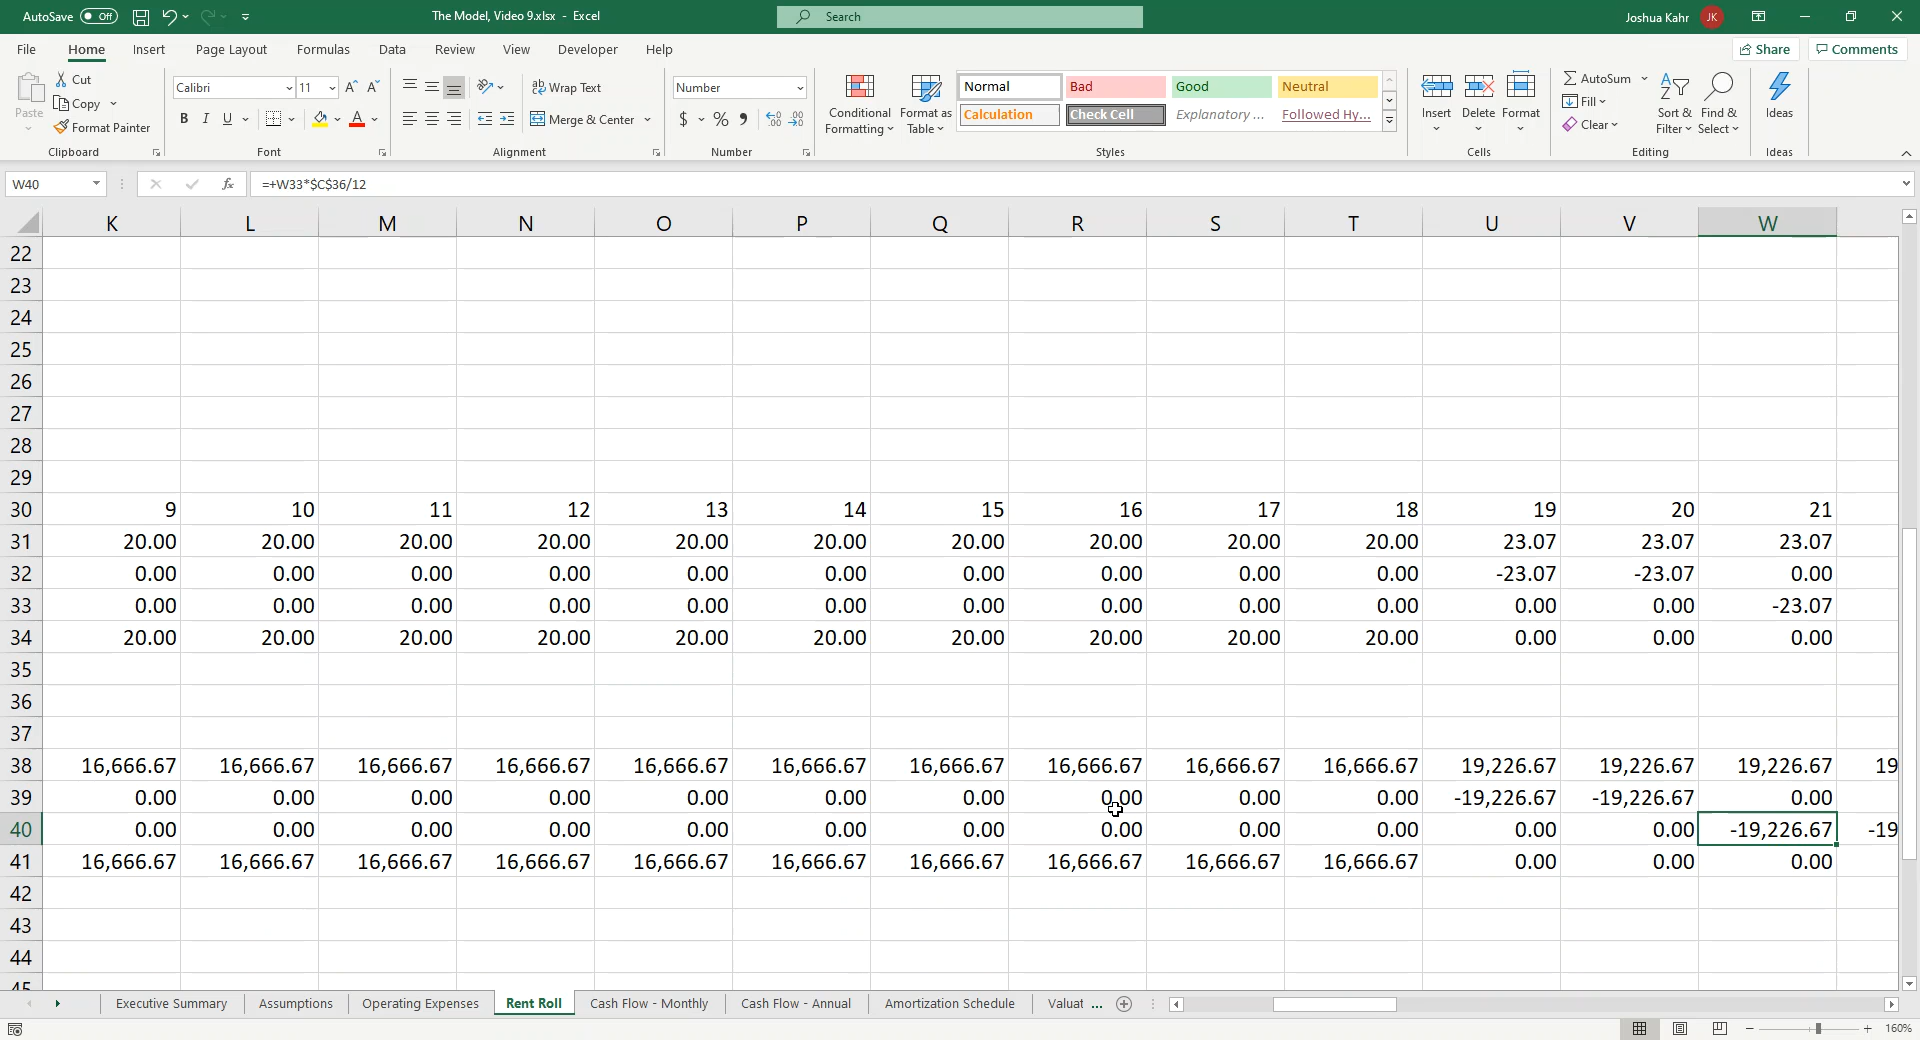 AutoSave Off The Model, Video 9.xlsx - Excel Search Joshua Kahr JK
File Home Insert Page Layout Formulas Data Review View Developer Help Share Comments
Paste Cut Copy Format Painter Clipboard
Calibri 11 B I U Font
Wrap Text Merge & Center Alignment
Number $ % Number
Conditional Formatting Format as Table Normal Bad Good Neutral Calculation Check Cell Explanatory ... Followed Hy... Styles
Insert Delete Format Cells
AutoSum Fill Clear Sort & Filter Find & Select Editing
Ideas Ideas
W40 fx =+W33*$C$36/12
K L M N O P Q R S T U V W
22
23
24
25
26
27
28
29
30 9 10 11 12 13 14 15 16 17 18 19 20 21
31 20.00 20.00 20.00 20.00 20.00 20.00 20.00 20.00 20.00 20.00 23.07 23.07 23.07
32 0.00 0.00 0.00 0.00 0.00 0.00 0.00 0.00 0.00 0.00 -23.07 -23.07 0.00
33 0.00 0.00 0.00 0.00 0.00 0.00 0.00 0.00 0.00 0.00 0.00 0.00 -23.07
34 20.00 20.00 20.00 20.00 20.00 20.00 20.00 20.00 20.00 20.00 0.00 0.00 0.00
35
36
37
38 16,666.67 16,666.67 16,666.67 16,666.67 16,666.67 16,666.67 16,666.67 16,666.67 16,666.67 16,666.67 19,226.67 19,226.67 19,226.67 19
39 0.00 0.00 0.00 0.00 0.00 0.00 0.00 0.00 0.00 0.00 -19,226.67 -19,226.67 0.00
40 0.00 0.00 0.00 0.00 0.00 0.00 0.00 0.00 0.00 0.00 0.00 0.00 -19,226.67 -19
41 16,666.67 16,666.67 16,666.67 16,666.67 16,666.67 16,666.67 16,666.67 16,666.67 16,666.67 16,666.67 0.00 0.00 0.00
42
43
44
45
Executive Summary Assumptions Operating Expenses Rent Roll Cash Flow - Monthly Cash Flow - Annual Amortization Schedule Valuat ...
160%